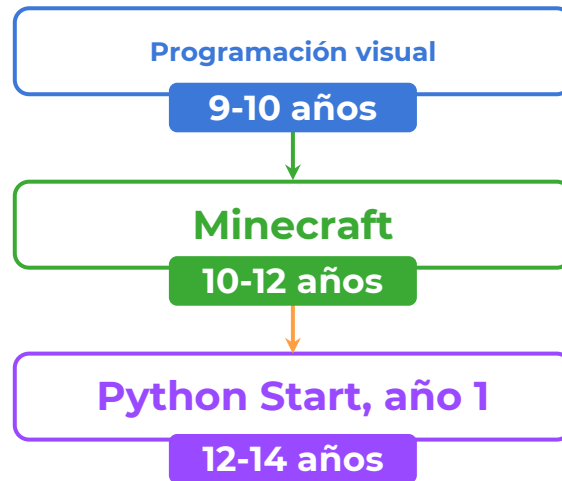 Programación visual
9-10 años
Minecraft
10-12 años
Python Start, año 1
12-14 años